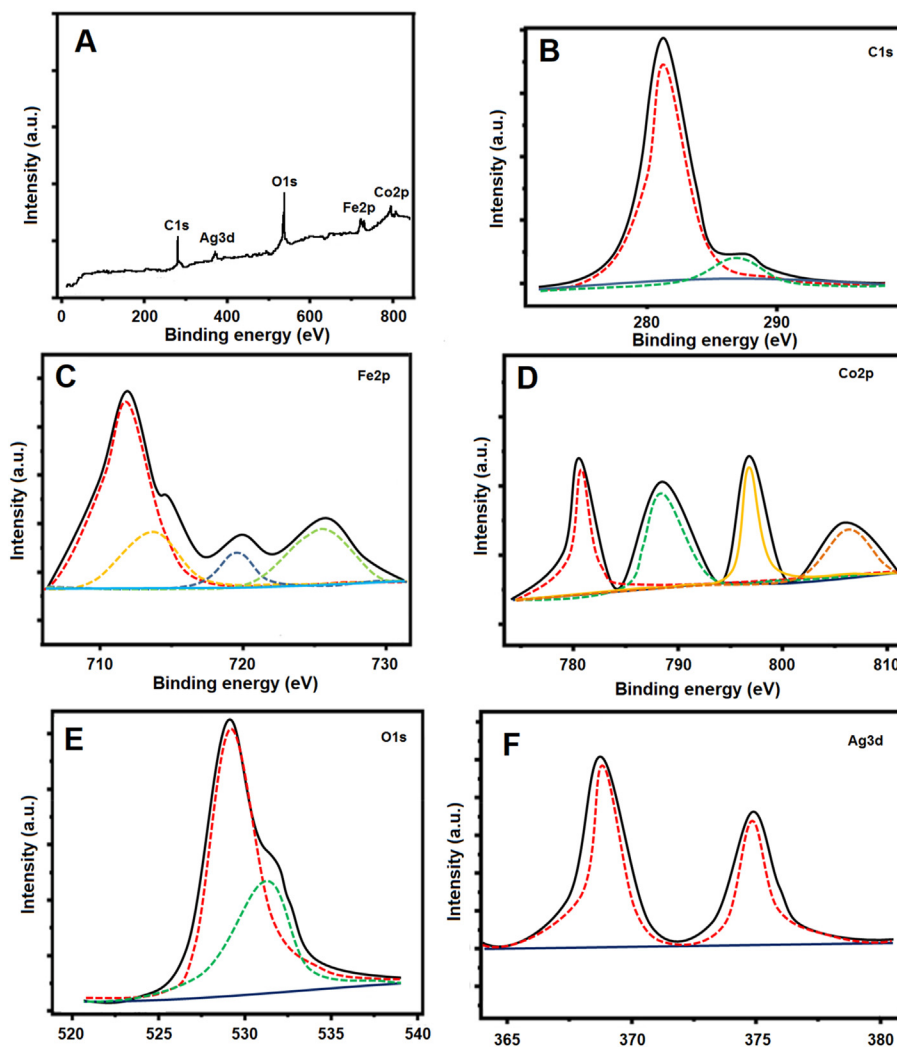 A
Intensity (a.u.)
C1s
Ag3d
O1s
Fe2p
Co2p
0 200 400 600 800
Binding energy (eV)
B
C1s
Intensity (a.u.)
280 290
Binding energy (eV)
C
Fe2p
Intensity (a.u.)
710 720 730
Binding energy (eV)
D
Co2p
Intensity (a.u.)
780 790 800 810
Binding energy (eV)
E
O1s
Intensity (a.u.)
520 525 530 535 540
F
Ag3d
Intensity (a.u.)
365 370 375 380